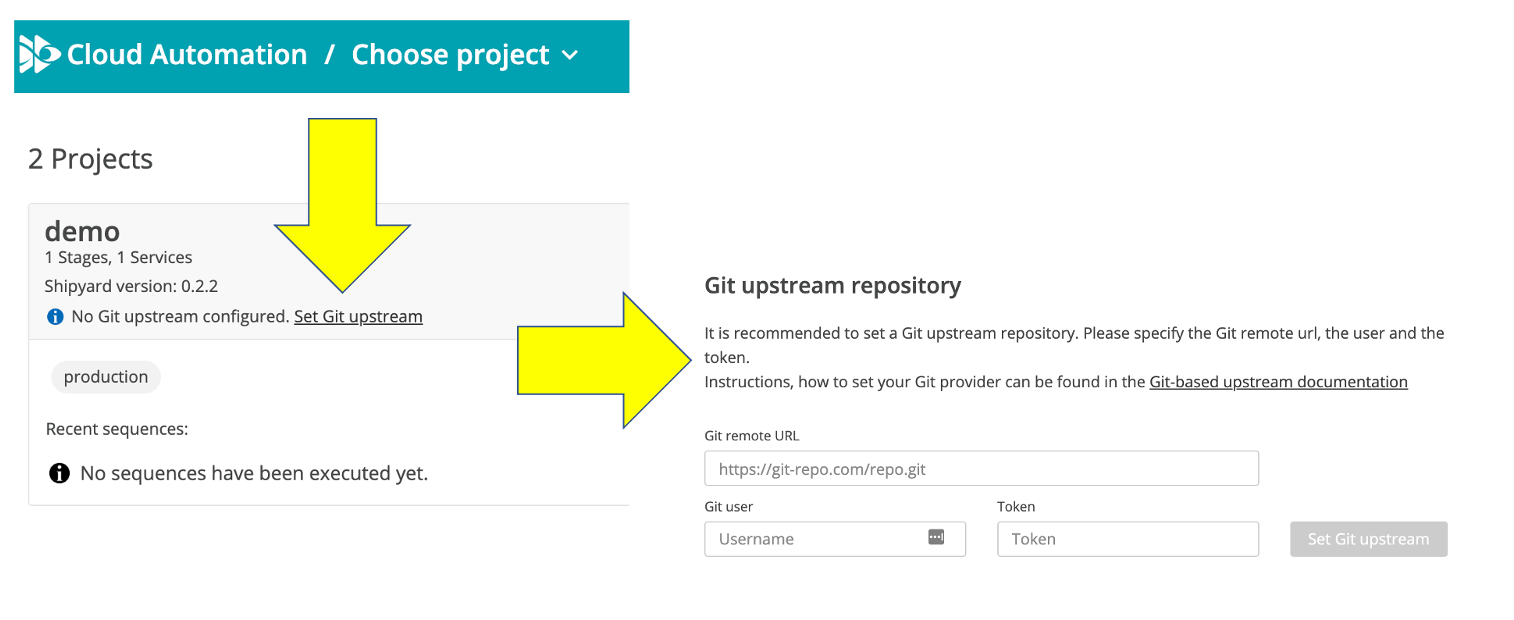 Cloud Automation / Choose project
2 Projects
demo
1 Stages, 1 Services
Shipyard version: 0.2.2
No Git upstream configured. Set Git upstream
production
Recent sequences:
No sequences have been executed yet.
Git upstream repository
It is recommended to set a Git upstream repository. Please specify the Git remote url, the user and the
token.
Instructions, how to set your Git provider can be found in the Git-based upstream documentation
Git remote URL
https://git-repo.com/repo.git
Git user
Token
Username
Token
Set Git upstream